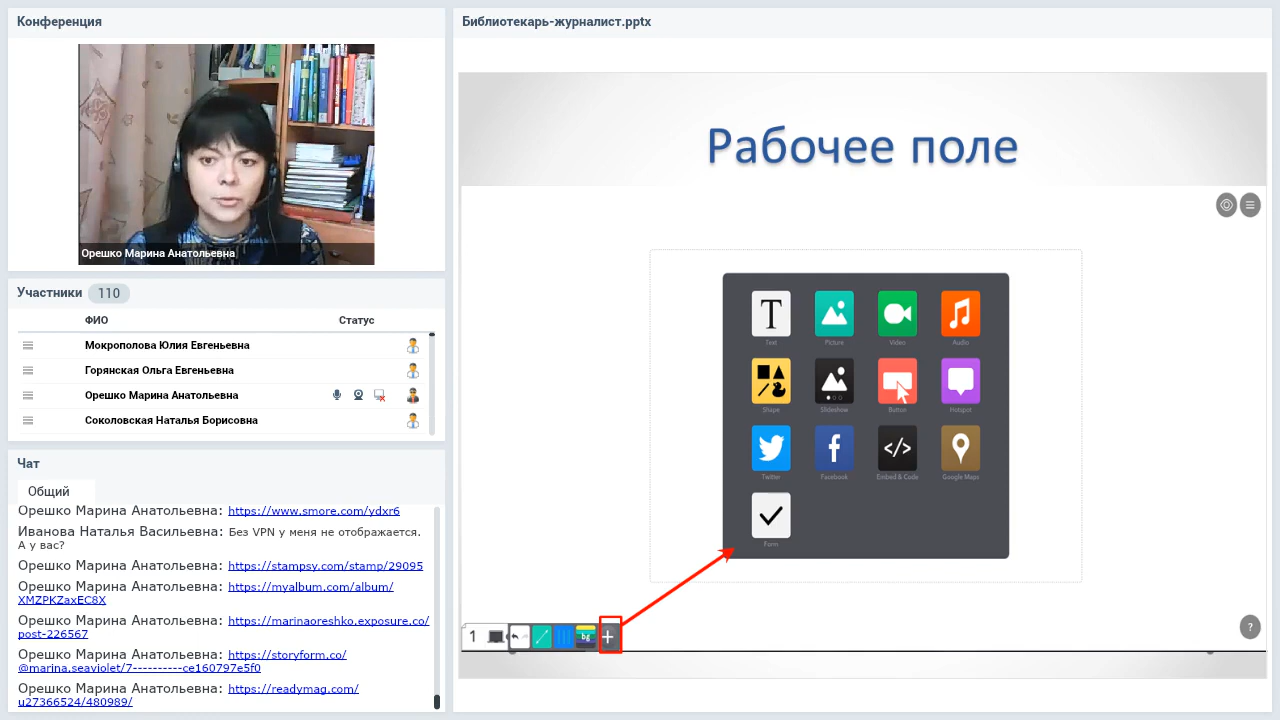 Конференция
Орешко Марина Анатольевна
Участники 110
ФИО Статус
Мокрополова Юлия Евгеньевна
Горянская Ольга Евгеньевна
Орешко Марина Анатольевна
Соколовская Наталья Борисовна
Чат
Общий
Орешко Марина Анатольевна: https://www.smore.com/ydxr6
Иванова Наталья Васильевна: Без VPN у меня не отображается.
А у вас?
Орешко Марина Анатольевна: https://stampsy.com/stamp/29095
Орешко Марина Анатольевна: https://myalbum.com/album/
XMZPKZaxEC8X
Орешко Марина Анатольевна: https://marinaoreshko.exposure.co/
post-226567
Орешко Марина Анатольевна: https://storyform.co/
@marina.seaviolet/7----------ce160797e5f0
Орешко Марина Анатольевна: https://readymag.com/
u27366524/480989/
Библиотекарь-журналист.pptx
Рабочее поле
T
Text Picture Video Audio
Shape Slideshow Button Hotspot
f </>
Twitter Facebook Embed & Code Google Maps
Form
1 bg +
?